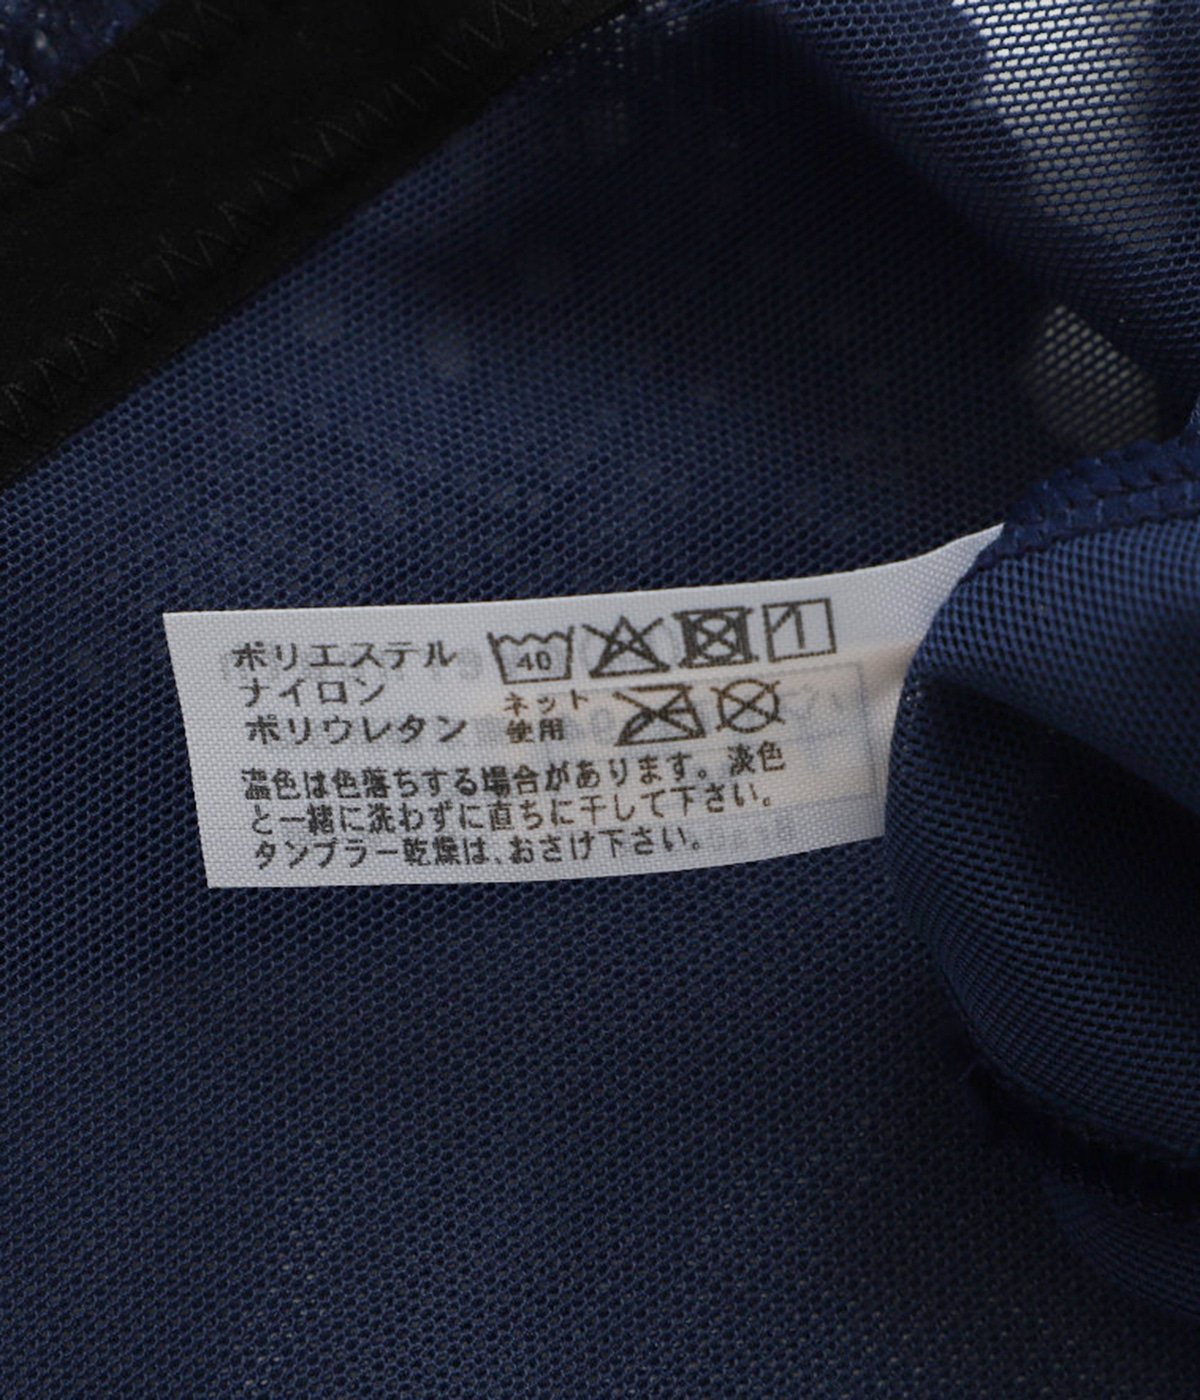 ポリエステル
ナイロン
ポリウレタン
40
ネット
使用
濃色は色落ちする場合があります。淡色
と一緒に洗わずに直ちに干して下さい。
タンブラー乾燥は、おさけ下さい。